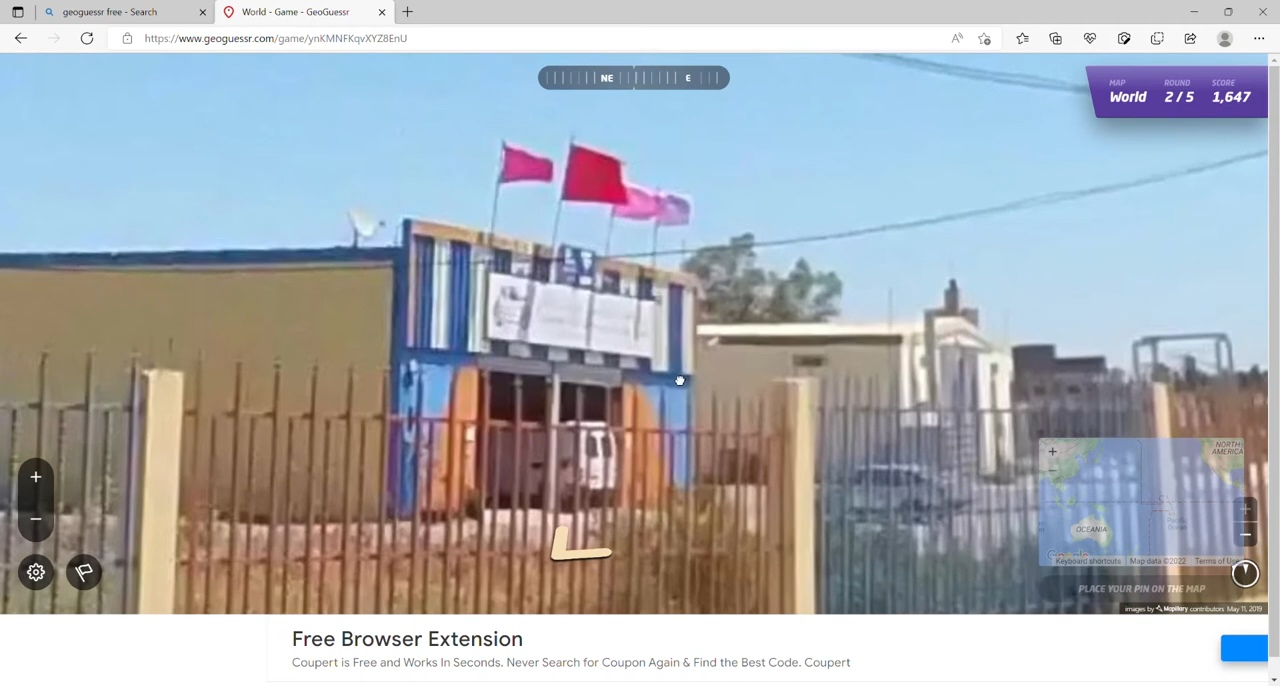 geoguessr free - Search
World - Game - GeoGuessr
https://www.geoguessr.com/game/ynKMNFKqvXYZ8EnU
NE E
MAP ROUND SCORE
World 2 / 5 1,647
NORTH AMERICA
OCEANIA
Pacific Ocean
Google
Keyboard shortcuts Map data ©2022 Terms of Use
PLACE YOUR PIN ON THE MAP
images by Mapillary contributors May 11, 2019
Free Browser Extension
Coupert is Free and Works In Seconds. Never Search for Coupon Again & Find the Best Code. Coupert